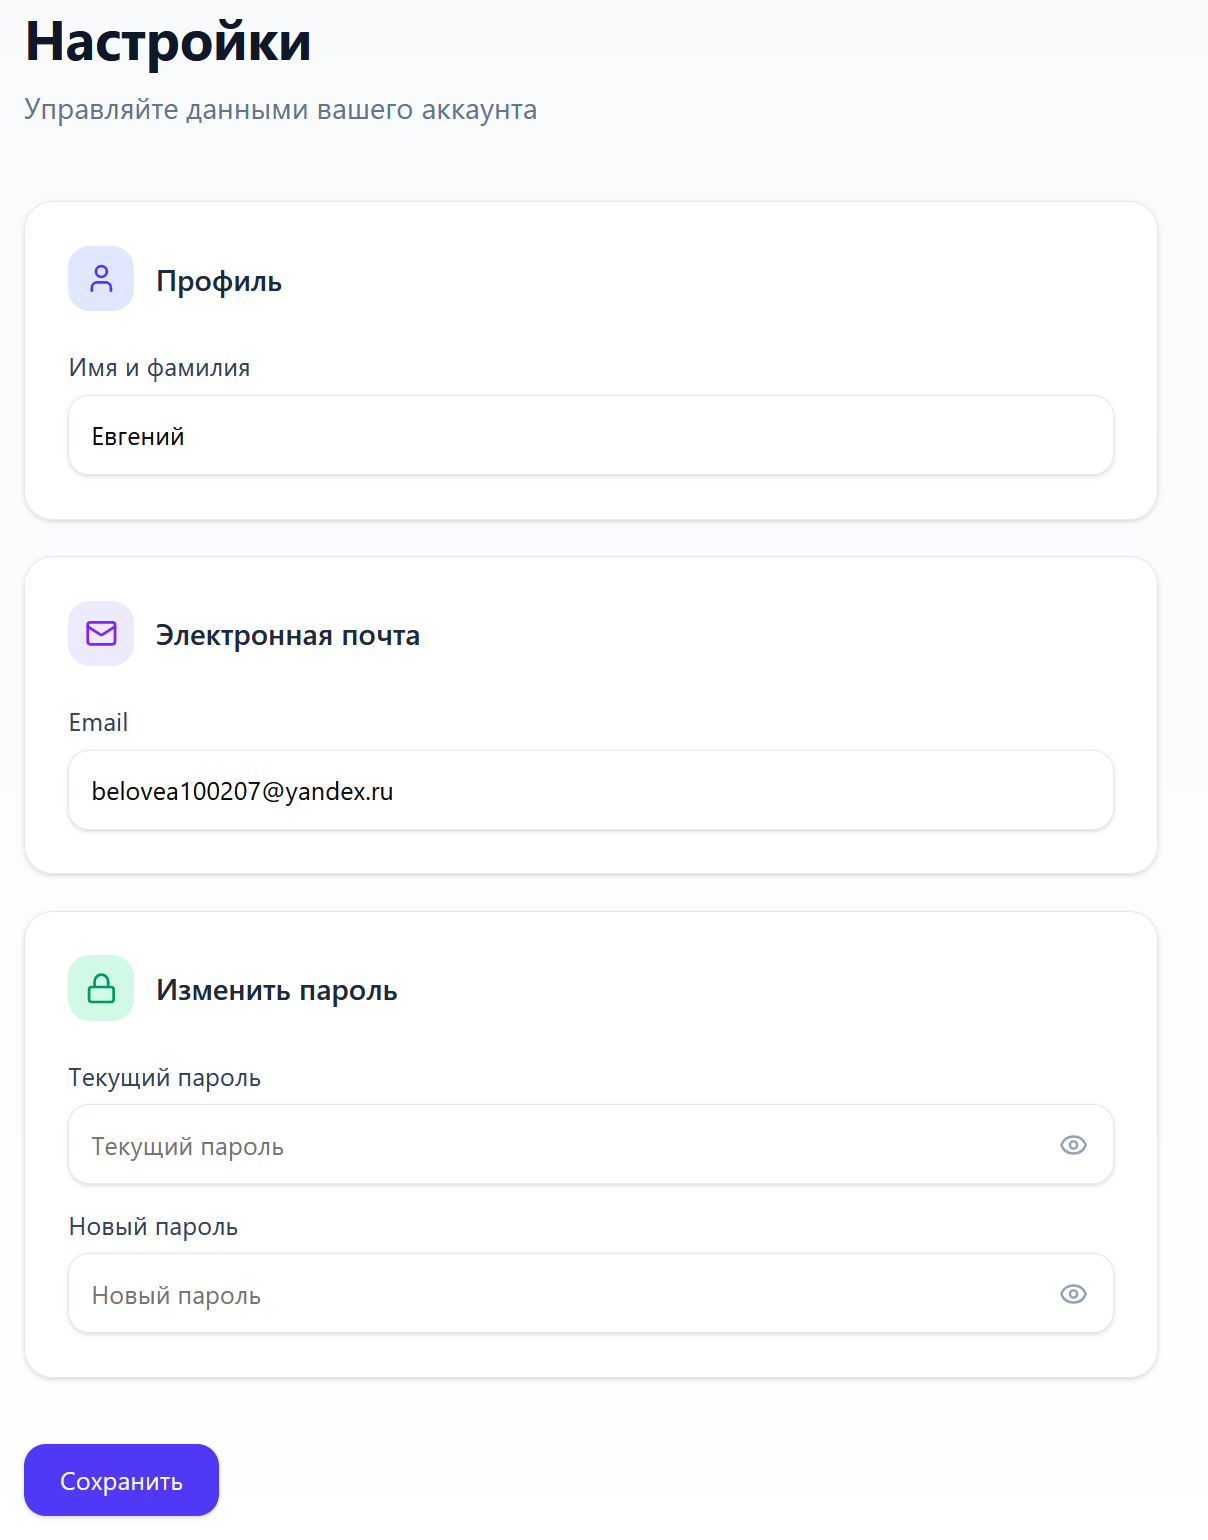 Настройки
Управляйте данными вашего аккаунта
Профиль
Имя и фамилия
Евгений
Электронная почта
Email
belovea100207@yandex.ru
Изменить пароль
Текущий пароль
Текущий пароль
Новый пароль
Новый пароль
Сохранить